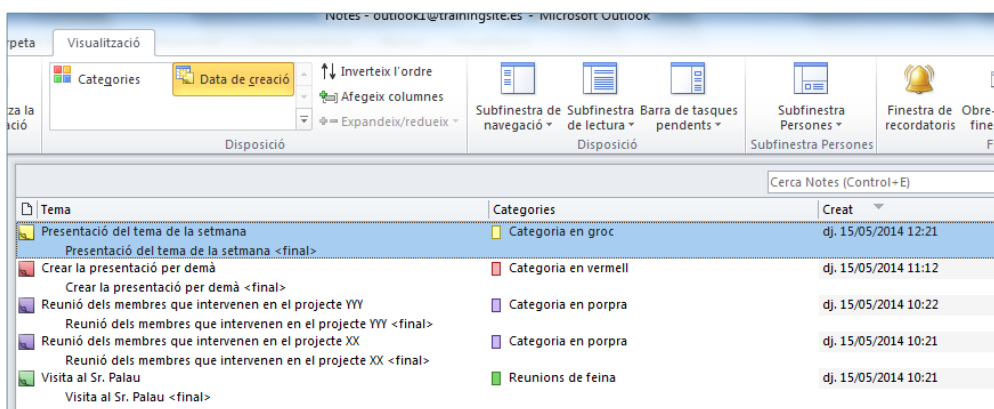 Notes - outlook1@trainingsite.es - Microsoft Outlook
rpeta Visualització
Categories Data de creació Inverteix l'ordre
Afegeix columnes
Expandeix/redueix
za la
ació
Subfinestra de navegació Subfinestra de lectura Barra de tasques pendents Subfinestra Persones Finestra de recordatoris Obre-
fine
Disposició Disposició Subfinestra Persones F
Cerca Notes (Control+E)
Tema Categories Creat
Presentació del tema de la setmana Categoria en groc dj. 15/05/2014 12:21
Presentació del tema de la setmana <final>
Crear la presentació per demà Categoria en vermell dj. 15/05/2014 11:12
Crear la presentació per demà <final>
Reunió dels membres que intervenen en el projecte YYY Categoria en porpra dj. 15/05/2014 10:22
Reunió dels membres que intervenen en el projecte YYY <final>
Reunió dels membres que intervenen en el projecte XX Categoria en porpra dj. 15/05/2014 10:21
Reunió dels membres que intervenen en el projecte XX <final>
Visita al Sr. Palau Reunions de feina dj. 15/05/2014 10:21
Visita al Sr. Palau <final>